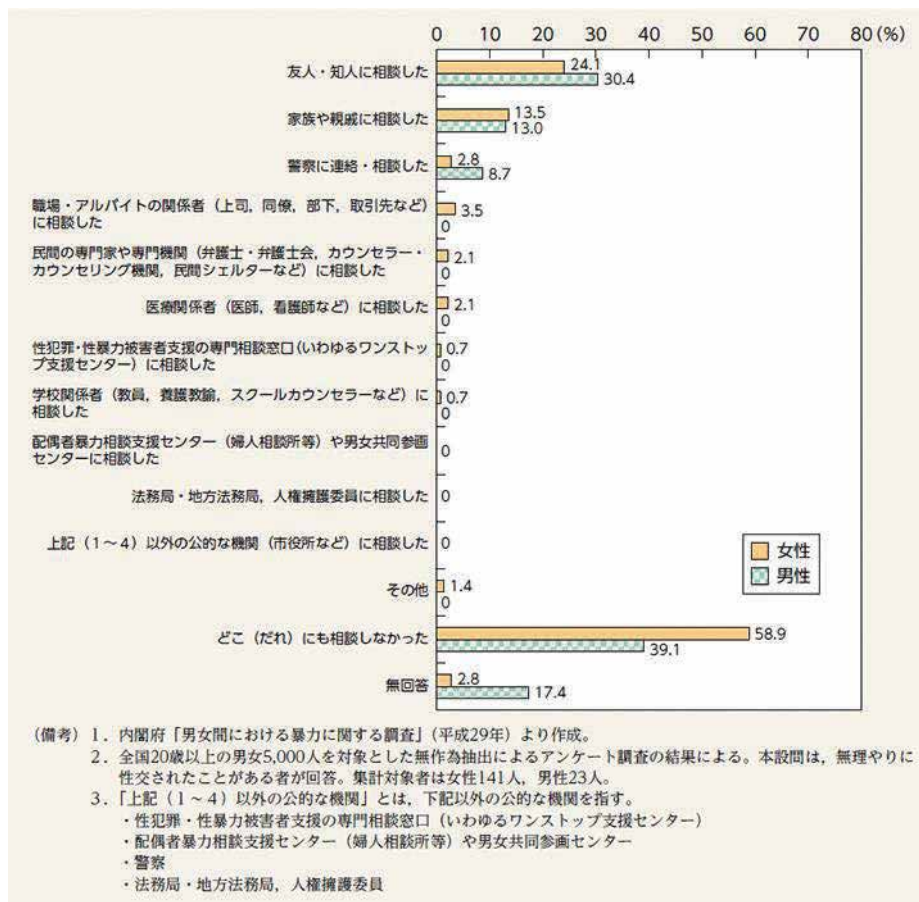 0 10 20 30 40 50 60 70 80(%)
友人・知人に相談した
24.1
30.4
家族や親戚に相談した
13.5
13.0
警察に連絡・相談した
2.8
8.7
職場・アルバイトの関係者（上司，同僚，部下，取引先など）
に相談した
3.5
0
民間の専門家や専門機関（弁護士・弁護士会，カウンセラー・
カウンセリング機関，民間シェルターなど）に相談した
2.1
0
医療関係者（医師，看護師など）に相談した
2.1
0
性犯罪・性暴力被害者支援の専門相談窓口（いわゆるワンストッ
プ支援センター）に相談した
0.7
0
学校関係者（教員，養護教諭，スクールカウンセラーなど）に
相談した
0.7
0
配偶者暴力相談支援センター（婦人相談所等）や男女共同参画
センターに相談した
0
法務局・地方法務局，人権擁護委員に相談した
0
上記（１～４）以外の公的な機関（市役所など）に相談した
0
女性
男性
その他
1.4
0
どこ（だれ）にも相談しなかった
58.9
39.1
無回答
2.8
17.4
（備考）１．内閣府「男女間における暴力に関する調査」（平成29年）より作成。
２．全国20歳以上の男女5,000人を対象とした無作為抽出によるアンケート調査の結果による。本設問は，無理やりに
性交されたことがある者が回答。集計対象者は女性141人，男性23人。
３．「上記（１～４）以外の公的な機関」とは，下記以外の公的な機関を指す。
・性犯罪・性暴力被害者支援の専門相談窓口（いわゆるワンストップ支援センター）
・配偶者暴力相談支援センター（婦人相談所等）や男女共同参画センター
・警察
・法務局・地方法務局，人権擁護委員